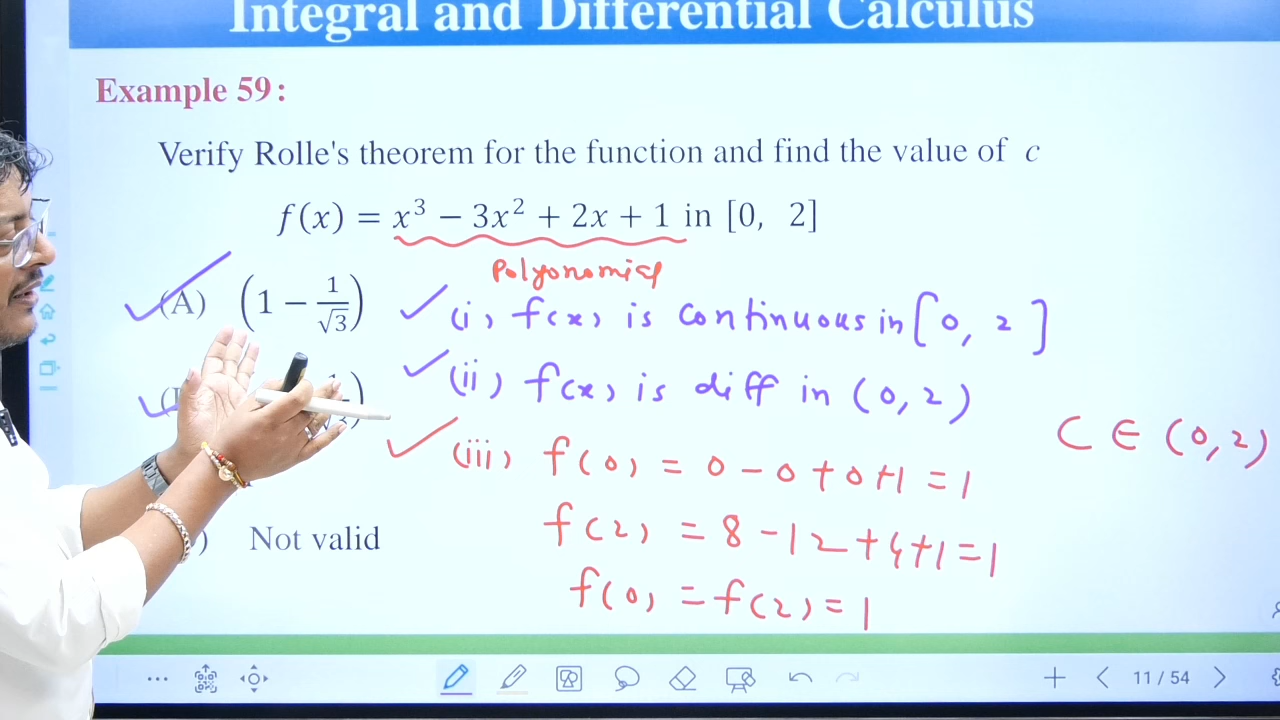 Integral and Differential Calculus
Example 59:
Verify Rolle's theorem for the function and find the value of c
f(x) = x³ − 3x² + 2x + 1 in [0, 2]
Polyonomial
(A) (1 − 1/√3)
(i) f(x) is continuous in [0, 2]
(ii) f(x) is diff in (0,2)
(iii) f(0) = 0 - 0 + 0 + 1 = 1
C ∈ (0,2)
f(2) = 8 - 12 + 4 + 1 = 1
Not valid
f(0) = f(2) = 1
11 / 54